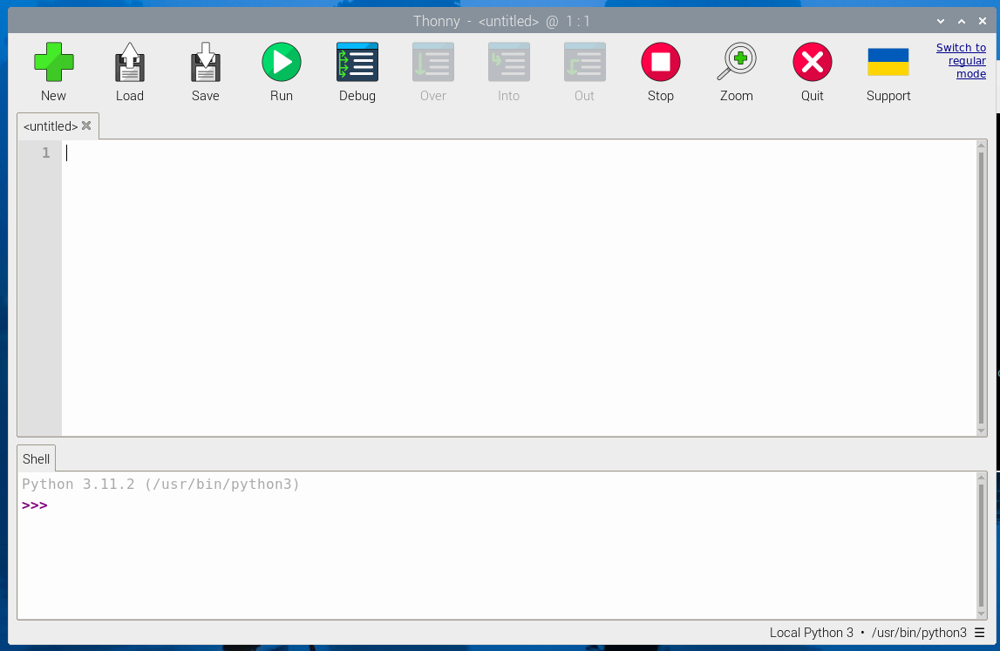 Thonny - <untitled> @ 1 : 1
New Load Save Run Debug Over Into Out Stop Zoom Quit Support
Switch to
regular
mode
<untitled>
1
Shell
Python 3.11.2 (/usr/bin/python3)
>>>
Local Python 3 • /usr/bin/python3 ☰